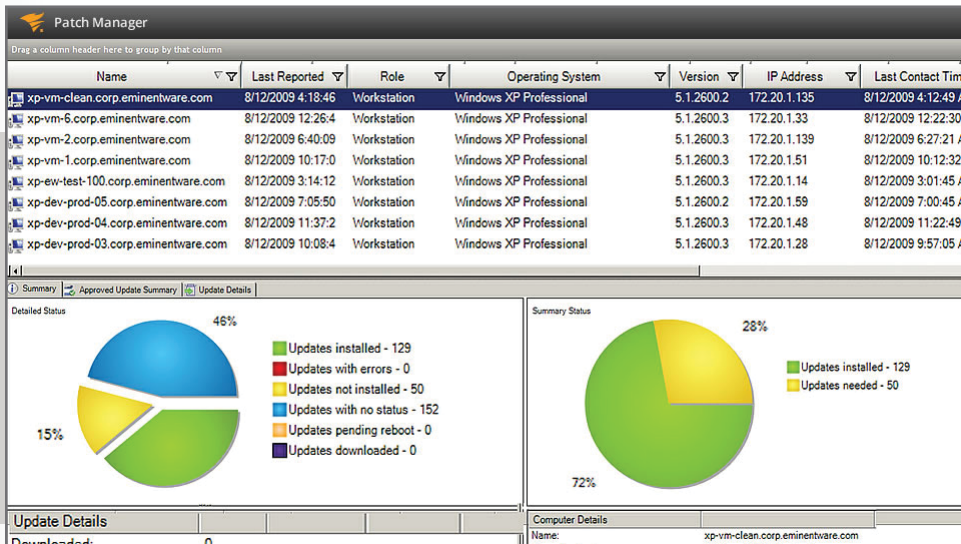 Patch Manager
Drag a column header here to group by that column
Name Last Reported Role Operating System Version IP Address Last Contact Tim
xp-vm-clean.corp.eminentware.com 8/12/2009 4:18:46 Workstation Windows XP Professional 5.1.2600.2 172.20.1.135 8/12/2009 4:12:49 A
xp-vm-6.corp.eminentware.com 8/12/2009 12:26:4 Workstation Windows XP Professional 5.1.2600.3 172.20.1.33 8/12/2009 12:22:30
xp-vm-2.corp.eminentware.com 8/12/2009 6:40:09 Workstation Windows XP Professional 5.1.2600.3 172.20.1.139 8/12/2009 6:27:21 A
xp-vm-1.corp.eminentware.com 8/12/2009 10:17:0 Workstation Windows XP Professional 5.1.2600.3 172.20.1.51 8/12/2009 10:12:32
xp-ew-test-100.corp.eminentware.com 8/12/2009 3:14:12 Workstation Windows XP Professional 5.1.2600.3 172.20.1.14 8/12/2009 3:01:45 A
xp-dev-prod-05.corp.eminentware.com 8/12/2009 7:05:50 Workstation Windows XP Professional 5.1.2600.2 172.20.1.59 8/12/2009 7:00:45 A
xp-dev-prod-04.corp.eminentware.com 8/12/2009 11:37:2 Workstation Windows XP Professional 5.1.2600.3 172.20.1.48 8/12/2009 11:22:49
xp-dev-prod-03.corp.eminentware.com 8/12/2009 10:08:4 Workstation Windows XP Professional 5.1.2600.3 172.20.1.28 8/12/2009 9:57:05 A
Summary Approved Update Summary Update Details
Detailed Status
46%
15%
Updates installed - 129
Updates with errors - 0
Updates not installed - 50
Updates with no status - 152
Updates pending reboot - 0
Updates downloaded - 0
Summary Status
28%
72%
Updates installed - 129
Updates needed - 50
Update Details
Downloaded: 0
Computer Details
Name: xp-vm-clean.corp.eminentware.com